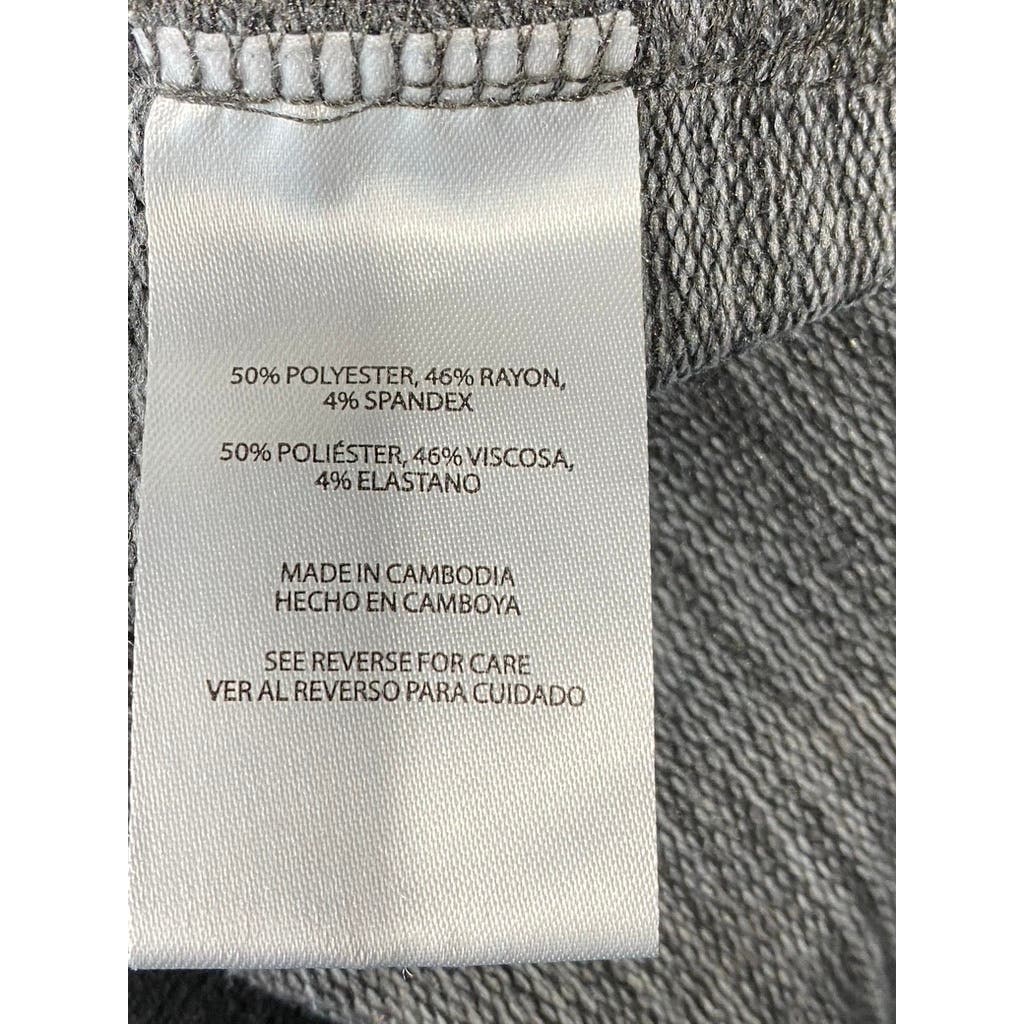 50% POLYESTER, 46% RAYON,
4% SPANDEX
50% POLIÉSTER, 46% VISCOSA,
4% ELASTANO
MADE IN CAMBODIA
HECHO EN CAMBOYA
SEE REVERSE FOR CARE
VER AL REVERSO PARA CUIDADO